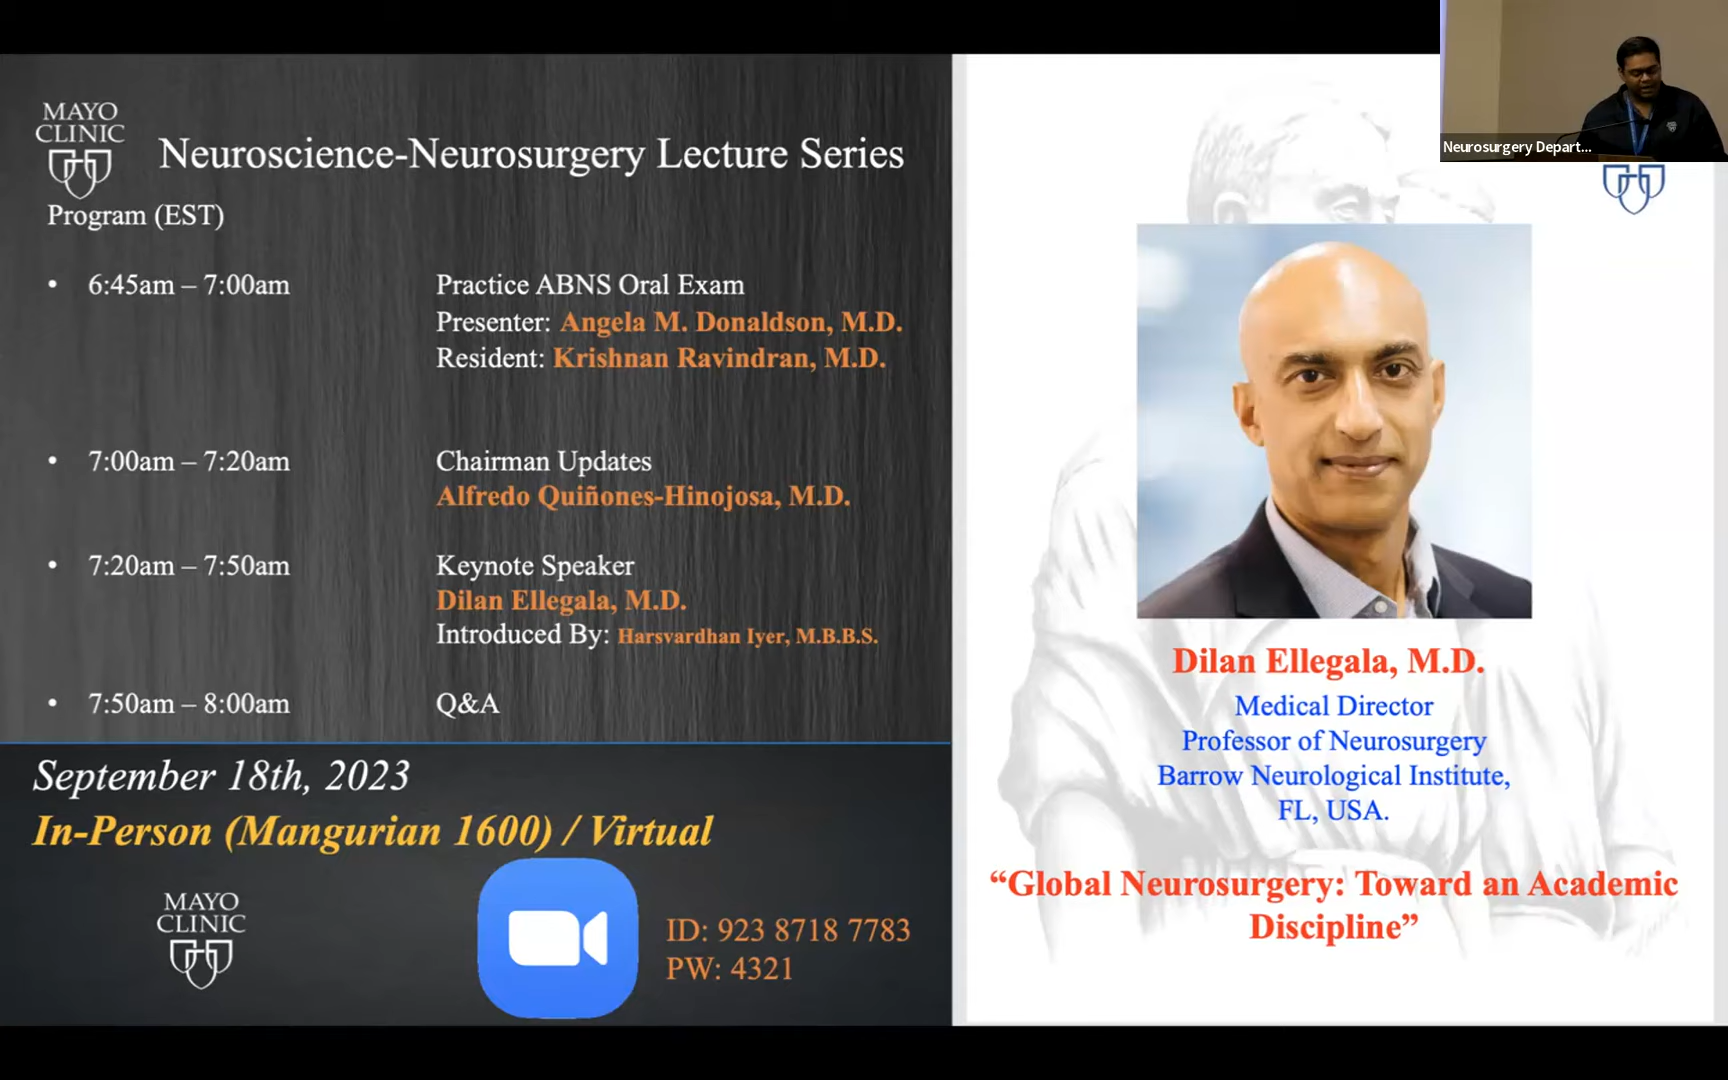 MAYO
CLINIC
Neuroscience-Neurosurgery Lecture Series
Program (EST)
• 6:45am – 7:00am Practice ABNS Oral Exam
Presenter: Angela M. Donaldson, M.D.
Resident: Krishnan Ravindran, M.D.
• 7:00am – 7:20am Chairman Updates
Alfredo Quiñones-Hinojosa, M.D.
• 7:20am – 7:50am Keynote Speaker
Dilan Ellegala, M.D.
Introduced By: Harsvardhan Iyer, M.B.B.S.
• 7:50am – 8:00am Q&A
September 18th, 2023
In-Person (Mangurian 1600) / Virtual
MAYO
CLINIC
ID: 923 8718 7783
PW: 4321
Neurosurgery Depart...
Dilan Ellegala, M.D.
Medical Director
Professor of Neurosurgery
Barrow Neurological Institute,
FL, USA.
“Global Neurosurgery: Toward an Academic
Discipline”